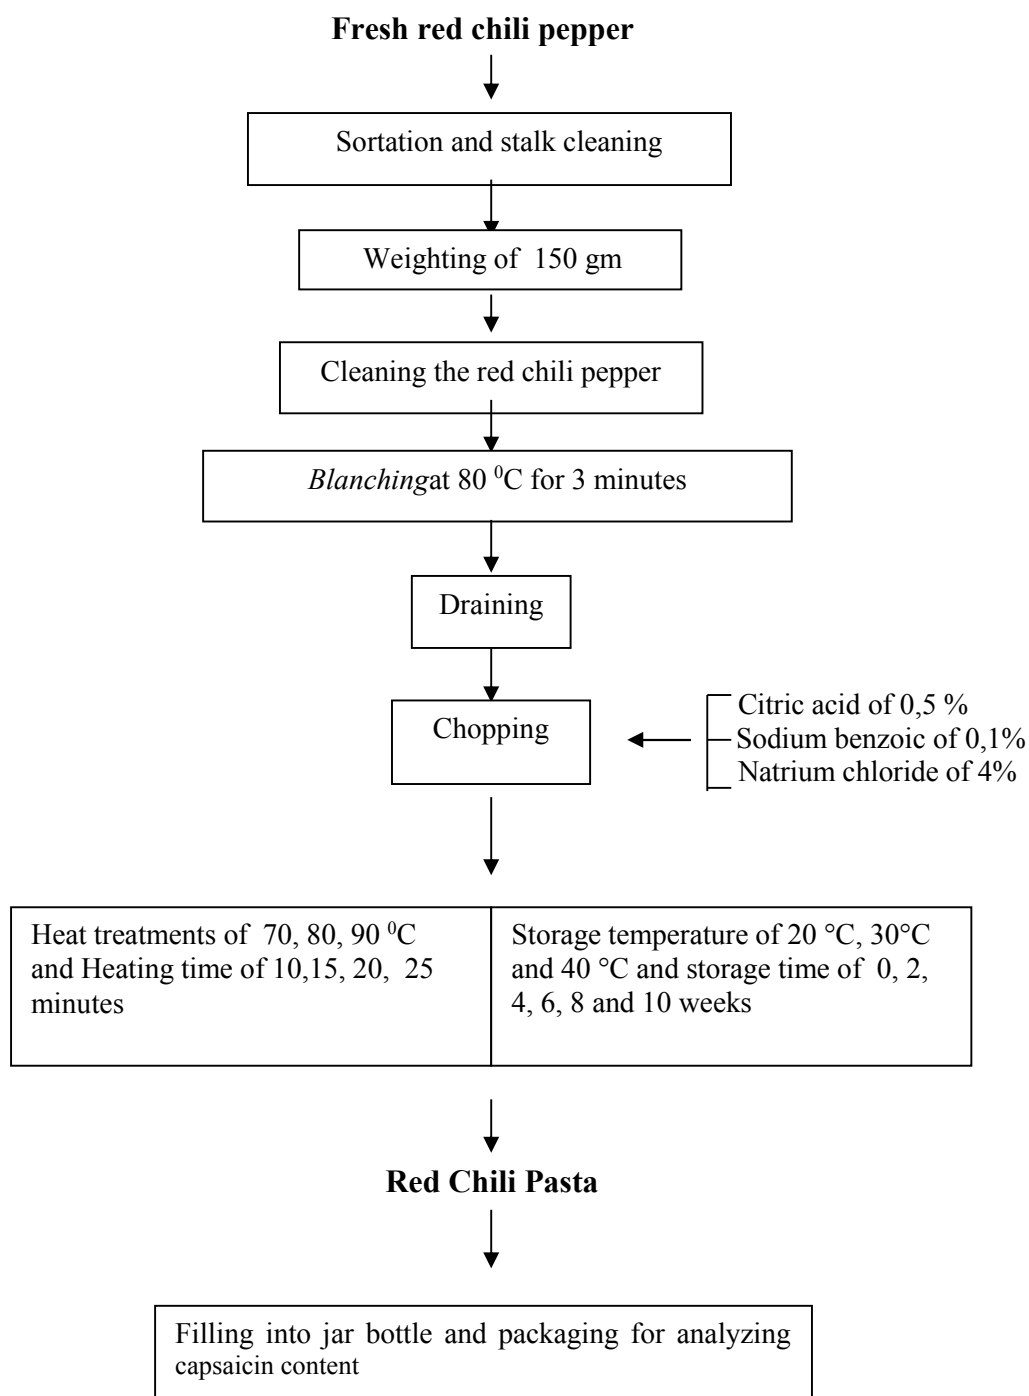 Fresh red chili pepper
Sortation and stalk cleaning
Weighting of 150 gm
Cleaning the red chili pepper
Blanchingat 80 ⁰C for 3 minutes
Draining
Chopping
Citric acid of 0,5 %
Sodium benzoic of 0,1%
Natrium chloride of 4%
Heat treatments of 70, 80, 90 ⁰C
and Heating time of 10,15, 20, 25
minutes
Storage temperature of 20 °C, 30°C
and 40 °C and storage time of 0, 2,
4, 6, 8 and 10 weeks
Red Chili Pasta
Filling into jar bottle and packaging for analyzing
capsaicin content